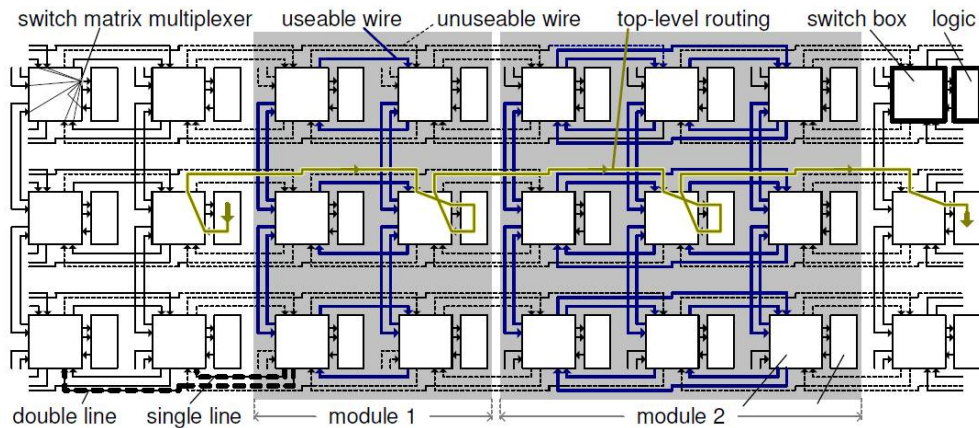 switch matrix multiplexer useable wire unuseable wire top-level routing switch box logic
double line single line module 1 module 2